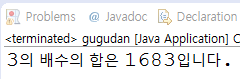 Problems @ Javadoc Declaration
<terminated> gugudan [Java Application] C
3의 배수의 합은 1683입니다.